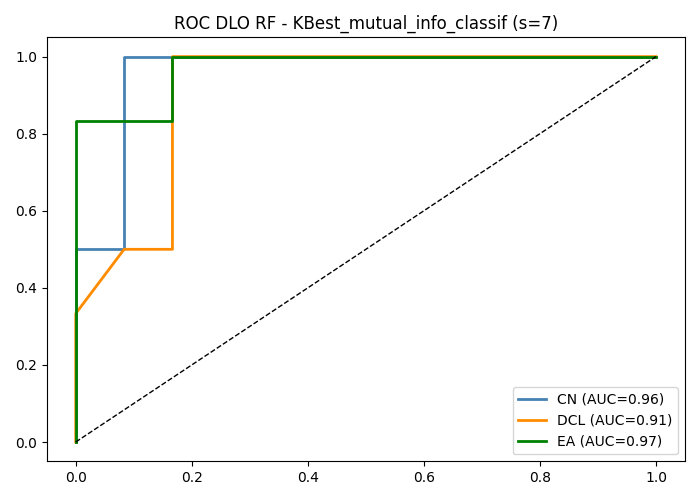 ROC DLO RF - KBest_mutual_info_classif (s=7)
1.0
0.8
0.6
0.4
0.2
0.0
CN (AUC=0.96)
DCL (AUC=0.91)
EA (AUC=0.97)
0.0 0.2 0.4 0.6 0.8 1.0